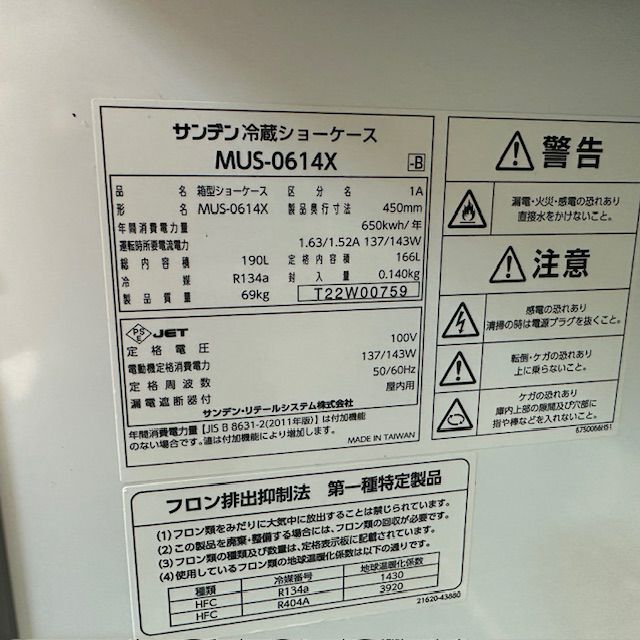 サンデン冷蔵ショーケース
MUS-0614X
-B
品名 箱型ショーケース 区分名 1A
形名 MUS-0614X 製品奥行寸法 450mm
年間消費電力量 650kwh/年
運転時所要電流電力 1.63/1.52A 137/143W
総内容積 190L 定格内容積 166L
冷媒 R134a 封入量 0.140kg
製品質量 69kg T22W00759
PSE JET
定格電圧 100V
電動機定格消費電力 137/143W
定格周波数 50/60Hz
漏電遮断器付 屋内用
サンデン・リテールシステム株式会社
年間消費電力量【JIS B 8631-2(2011年版)】は付加機能
のない場合です。値は付加機能により増加します。
MADE IN TAIWAN
警告
漏電・火災・感電の恐れあり
直接水をかけないこと。
注意
感電の恐れあり
清掃の時は電源プラグを抜くこと。
転倒・ケガの恐れあり
上に乗らないこと。
ケガの恐れあり
庫内上部の隙間及び穴部に
指や棒などを入れないこと。
67S0066H51
フロン排出抑制法 第一種特定製品
(1)フロン類をみだりに大気中に放出することは禁じられています。
(2)この製品を廃棄・整備する場合には、フロン類の回収が必要です。
(3)フロン類の種類及び数量は、定格表示板に記載されています。
(4)使用しているフロン類の地球温暖化係数は以下の通りです。
種類 冷媒番号 地球温暖化係数
HFC R134a 1430
HFC R404A 3920
21620-43880